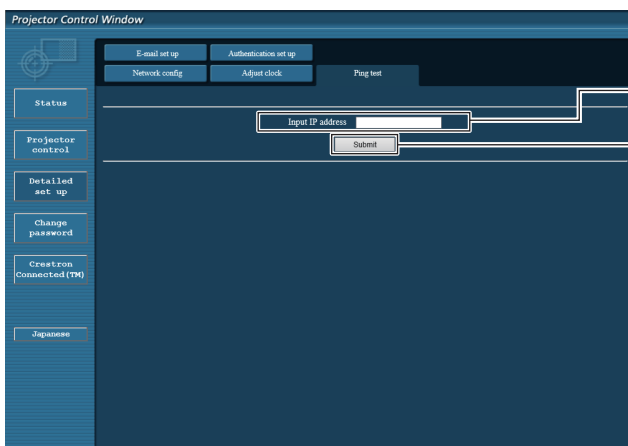 Projector Control Window
E-mail set up
Authentication set up
Network config
Adjust clock
Ping test
Status
Projector
control
Detailed
set up
Change
password
Crestron
Connected(TM)
Japanese
Input IP address
Submit